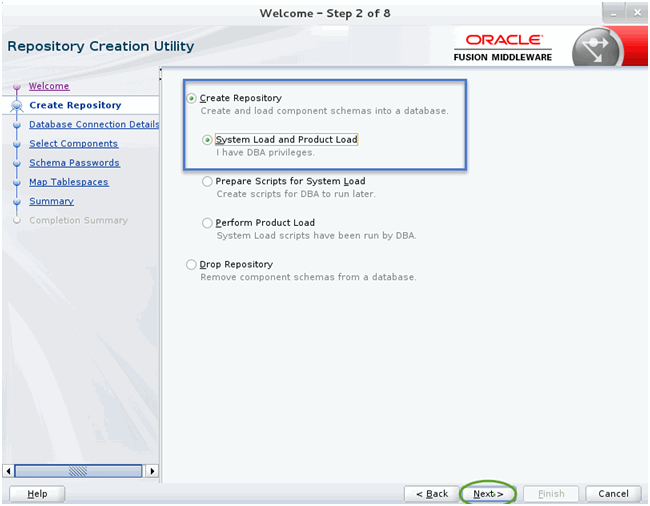 Welcome – Step 2 of 8
Repository Creation Utility
ORACLE
FUSION MIDDLEWARE
Welcome
Create Repository
Database Connection Details
Select Components
Schema Passwords
Map Tablespaces
Summary
Completion Summary
Create Repository
Create and load component schemas into a database.
System Load and Product Load
I have DBA privileges.
Prepare Scripts for System Load
Create scripts for DBA to run later.
Perform Product Load
System Load scripts have been run by DBA.
Drop Repository
Remove component schemas from a database.
Help
< Back
Next >
Finish
Cancel